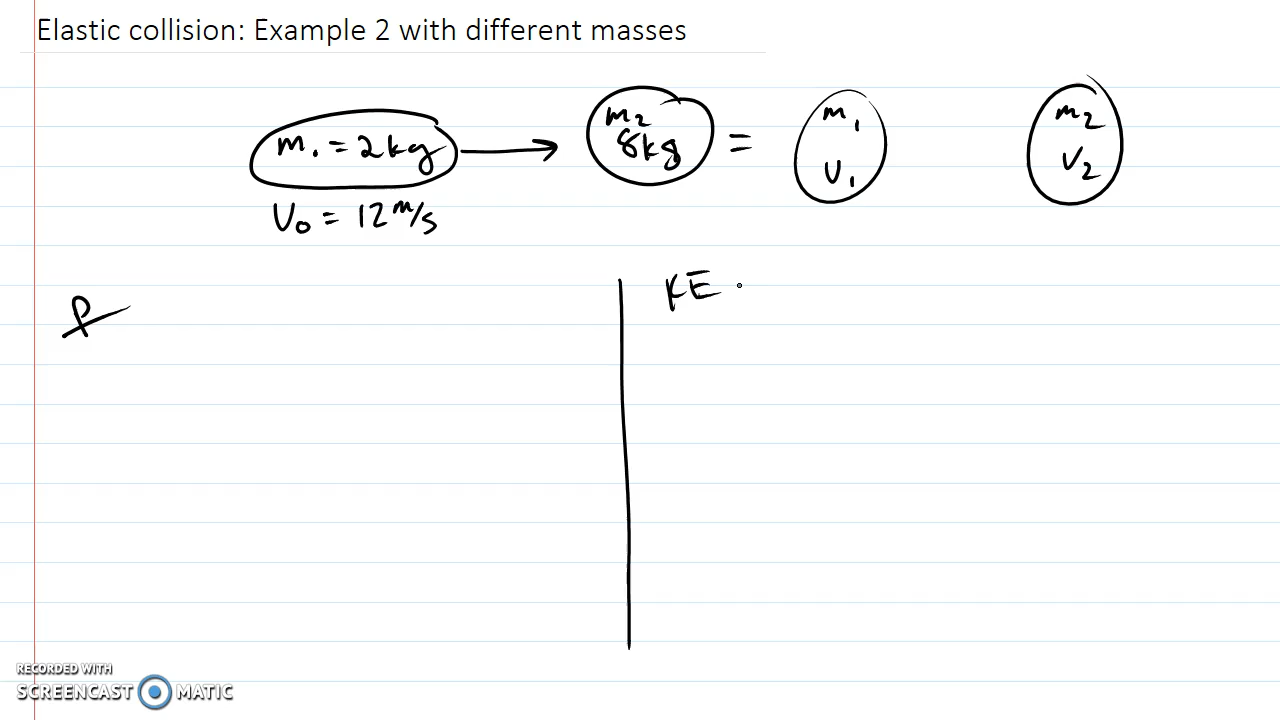 Elastic collision: Example 2 with different masses
m₁ = 2kg → m₂ 8kg = m₁ v₁ m₂ v₂
V₀ = 12 m/s
P
KE
RECORDED WITH
SCREENCAST MATIC